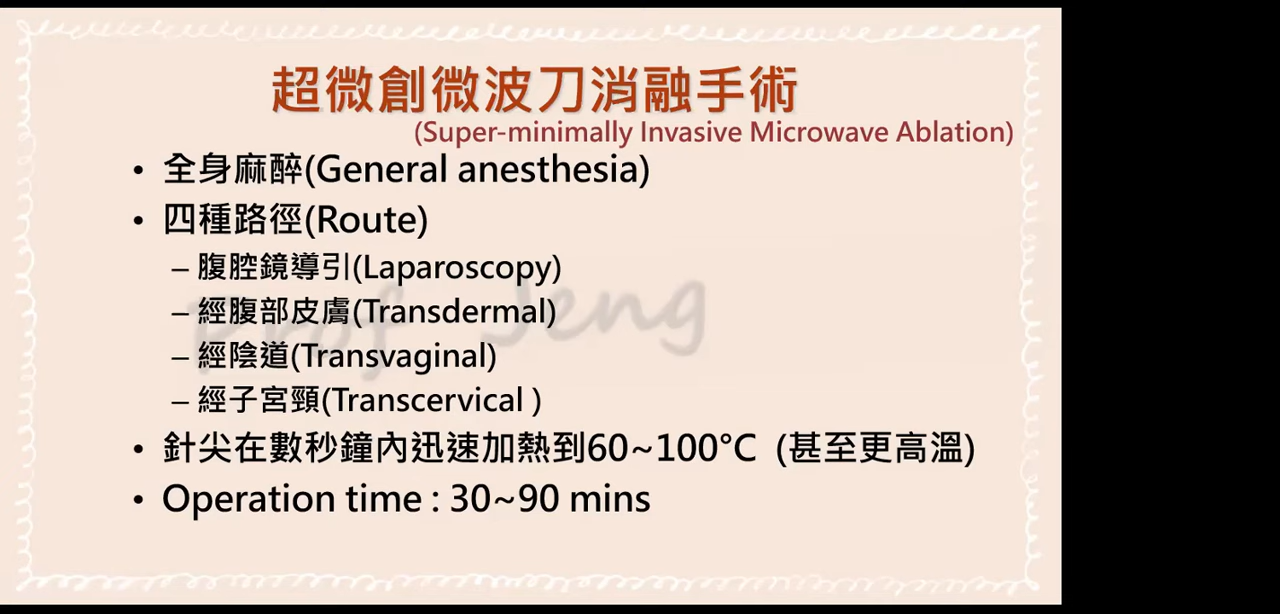 超微創微波刀消融手術
(Super-minimally Invasive Microwave Ablation)
• 全身麻醉(General anesthesia)
• 四種路徑(Route)
– 腹腔鏡導引(Laparoscopy)
– 經腹部皮膚(Transdermal)
– 經陰道(Transvaginal)
– 經子宮頸(Transcervical )
• 針尖在數秒鐘內迅速加熱到60~100°C (甚至更高溫)
• Operation time : 30~90 mins
Prof Jeng